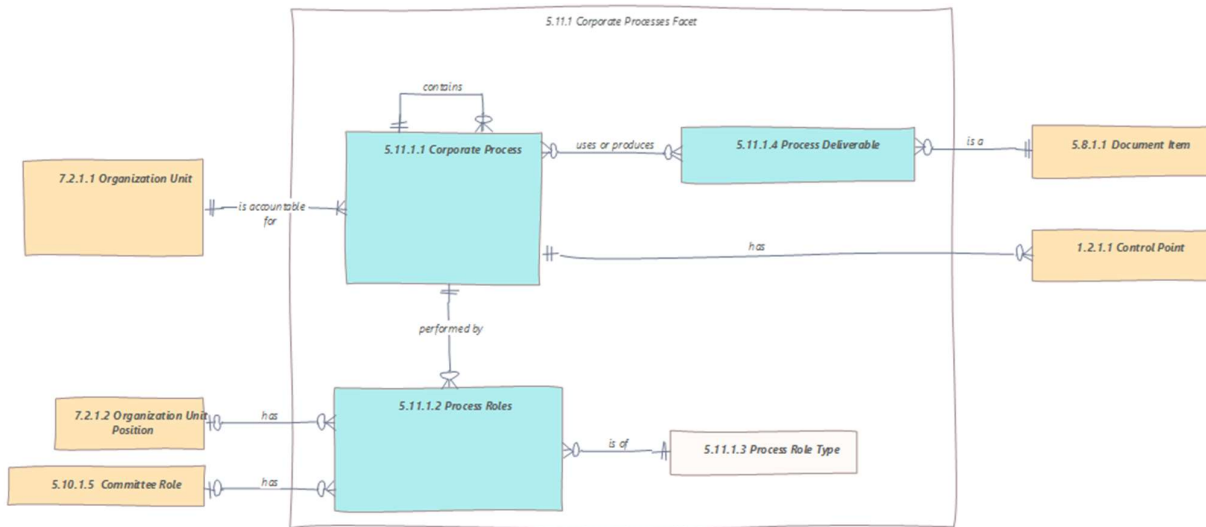 5.11.1 Corporate Processes Facet
contains
5.11.1.1 Corporate Process
uses or produces
5.11.1.4 Process Deliverable
is a
5.8.1.1 Document Item
7.2.1.1 Organization Unit
is accountable
for
has
1.2.1.1 Control Point
performed by
5.11.1.2 Process Roles
7.2.1.2 Organization Unit
Position
has
is of
5.11.1.3 Process Role Type
5.10.1.5 Committee Role
has